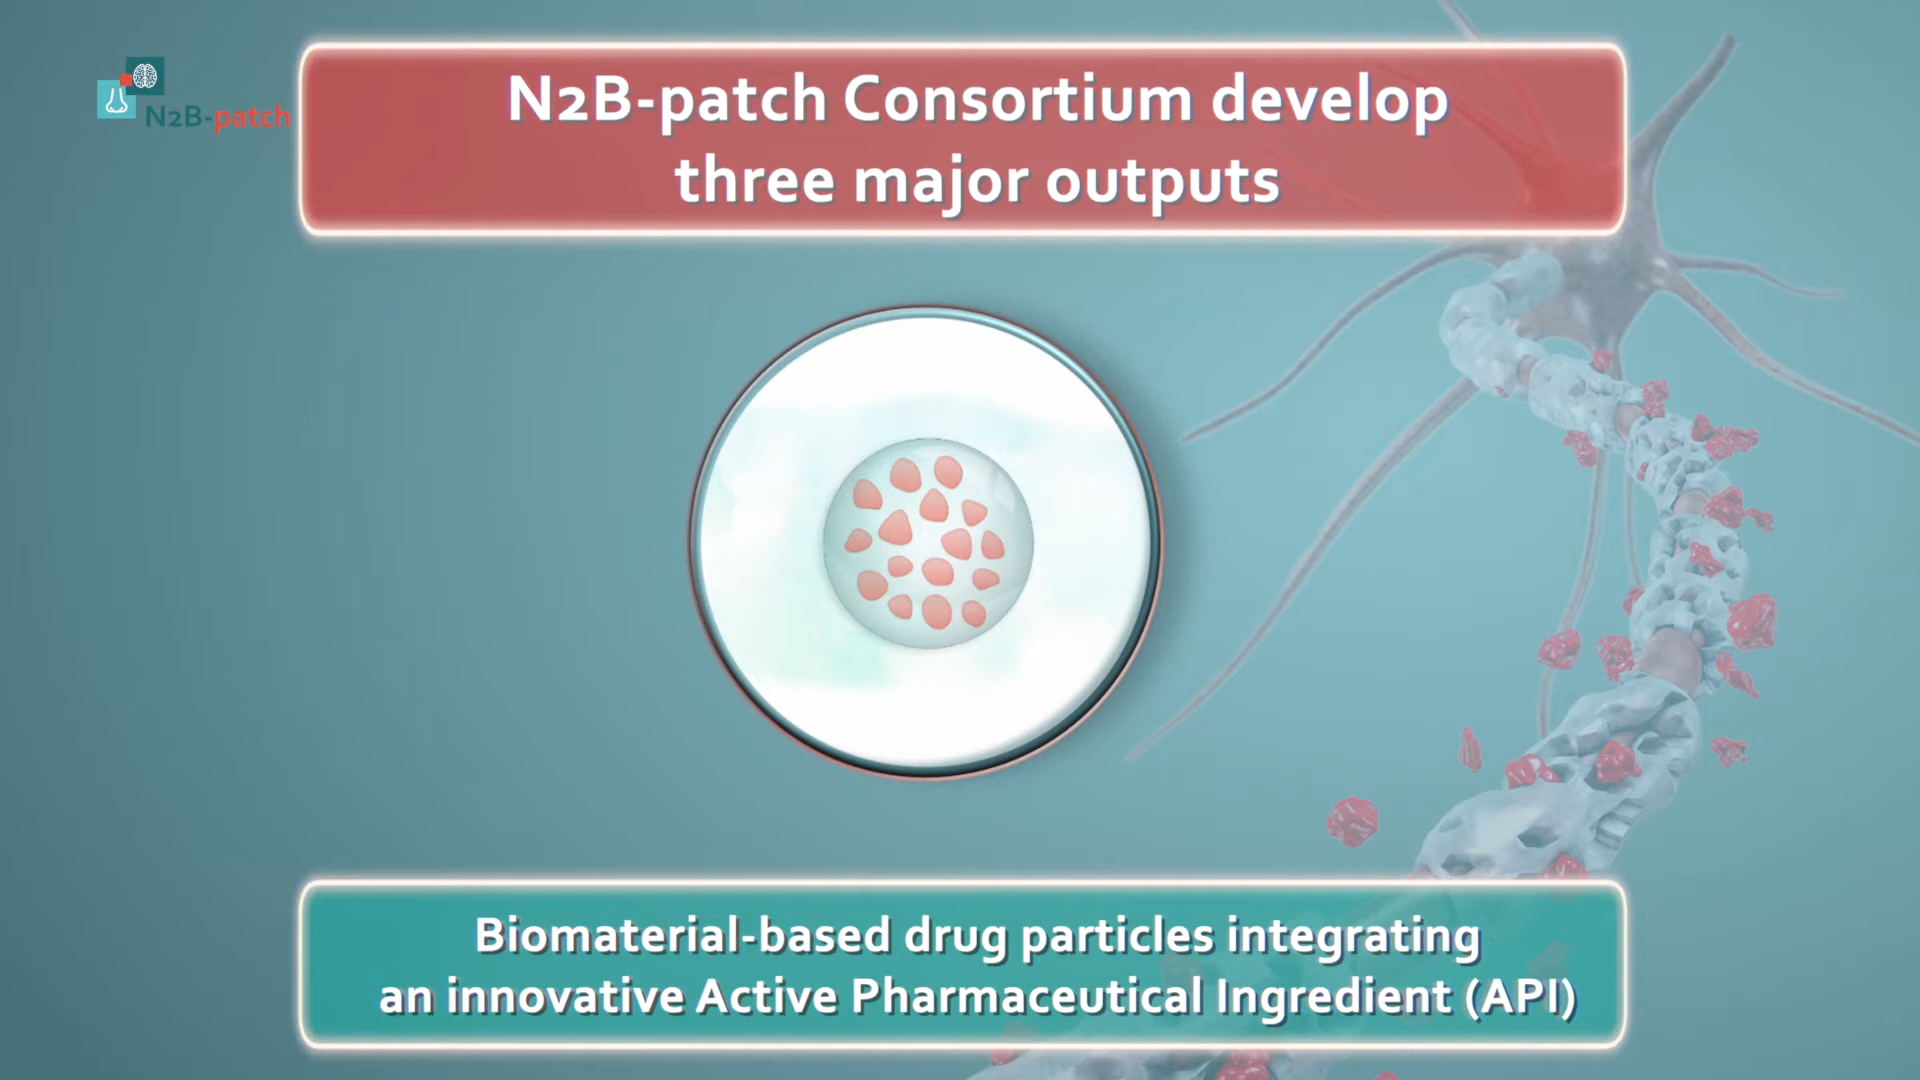 N2B-patch
N2B-patch Consortium develop
three major outputs
Biomaterial-based drug particles integrating
an innovative Active Pharmaceutical Ingredient (API)